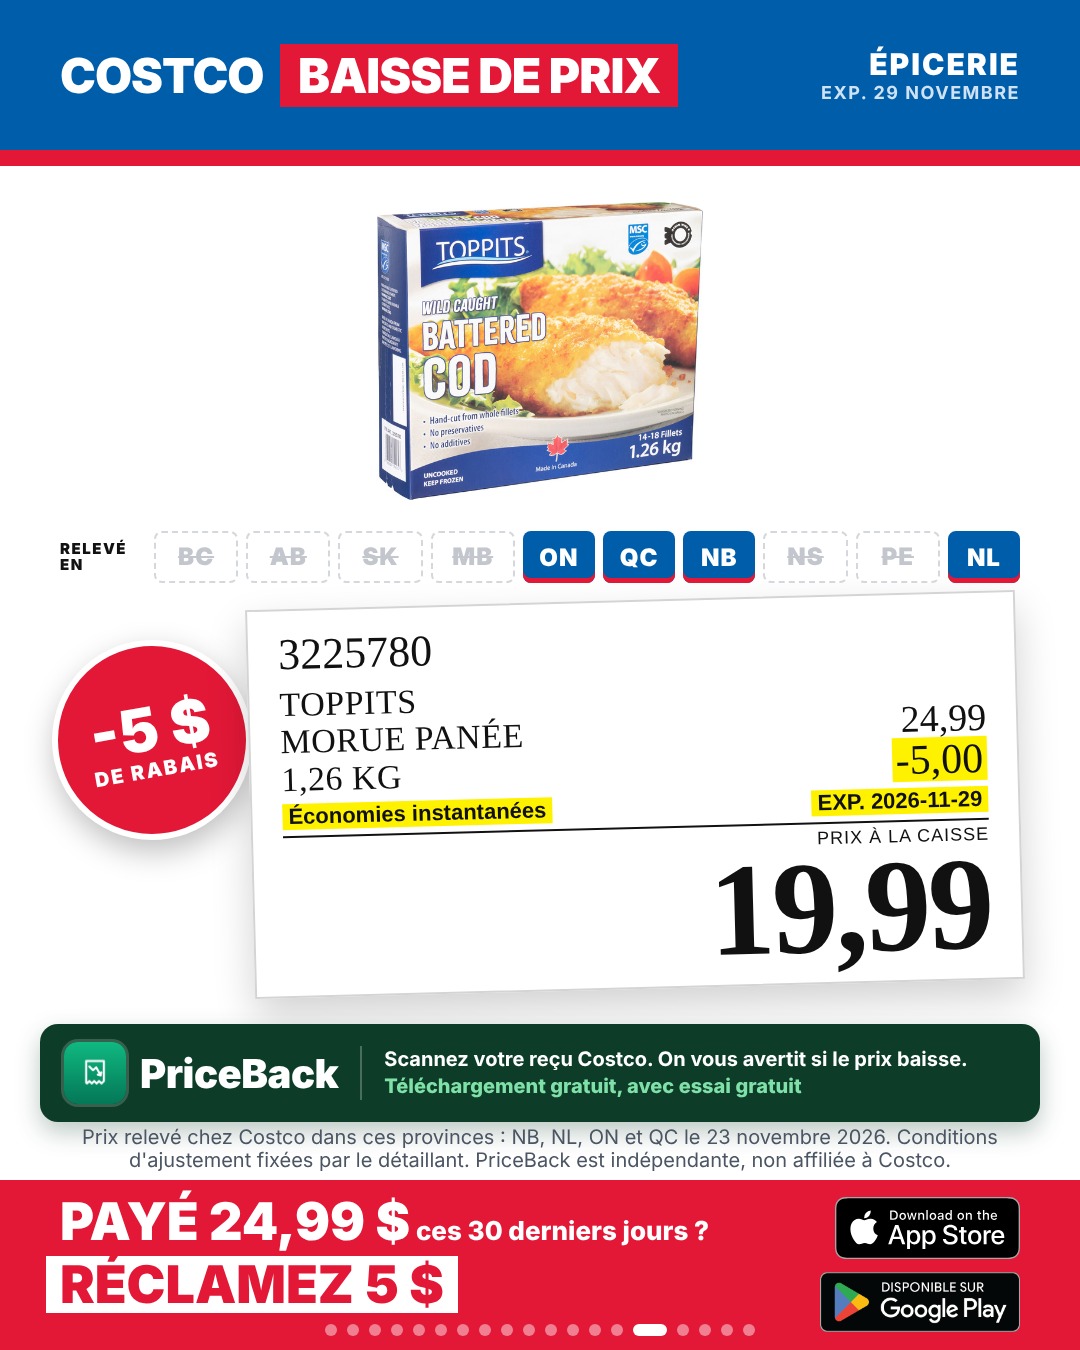 COSTCO BAISSE DE PRIX
ÉPICERIE
EXP. 29 NOVEMBRE
TOPPITS
MSC
MSC
WILD CAUGHT
BATTERED
COD
• Hand-cut from whole fillets
• No preservatives
• No additives
UNCOOKED
KEEP FROZEN
Made in Canada
14-18 Fillets
1.26 kg
RELEVÉ
EN
BC AB SK MB ON QC NB NS PE NL
-5 $
DE RABAIS
3225780
TOPPITS
MORUE PANÉE
1,26 KG
24,99
-5,00
Économies instantanées
EXP. 2026-11-29
PRIX À LA CAISSE
19,99
PriceBack
Scannez votre reçu Costco. On vous avertit si le prix baisse.
Téléchargement gratuit, avec essai gratuit
Prix relevé chez Costco dans ces provinces : NB, NL, ON et QC le 23 novembre 2026. Conditions
d'ajustement fixées par le détaillant. PriceBack est indépendante, non affiliée à Costco.
PAYÉ 24,99 $ ces 30 derniers jours ?
RÉCLAMEZ 5 $
Download on the
App Store
DISPONIBLE SUR
Google Play